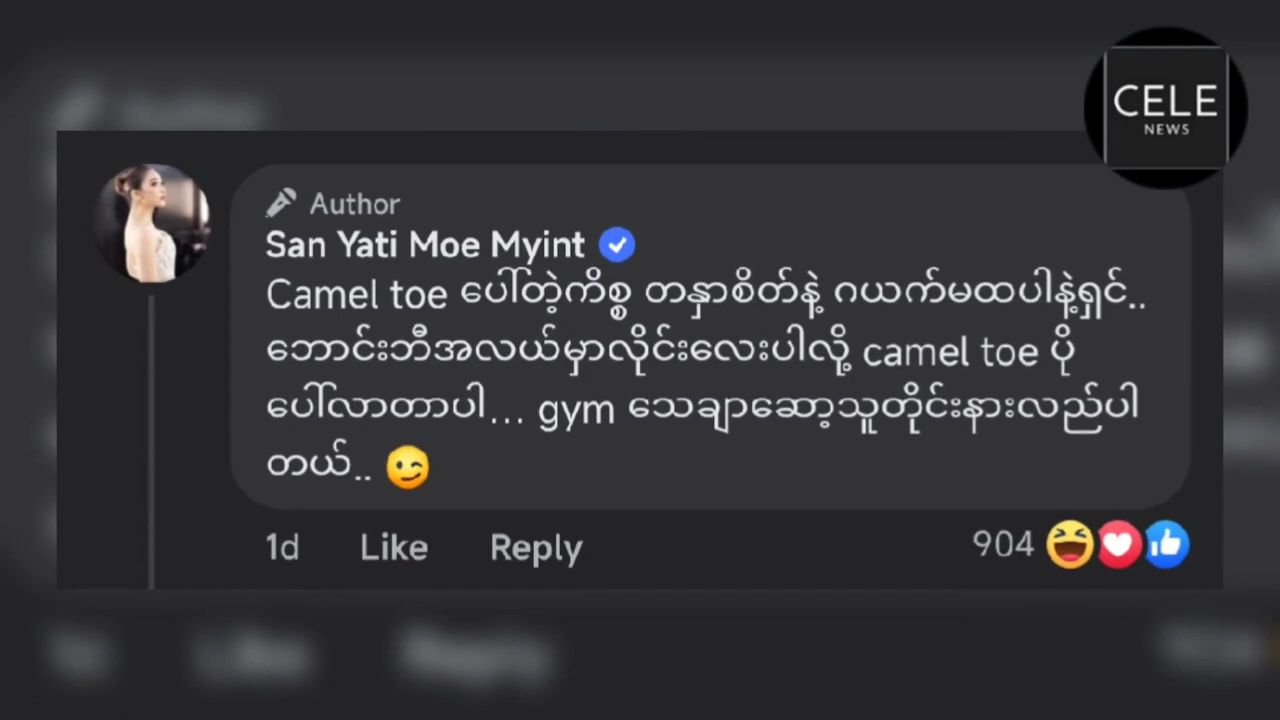 CELE
NEWS
Author
San Yati Moe Myint
Camel toe ပေါ်တဲ့ကိစ္စ တနှာစိတ်နဲ့ ဂယက်မထပါနဲ့ရှင်..
ဘောင်းဘီအလယ်မှာလိုင်းလေးပါလို့ camel toe ပို
ပေါ်လာတာပါ... gym သေချာဆော့သူတိုင်းနားလည်ပါ
တယ်.. 😉
1d Like Reply 904